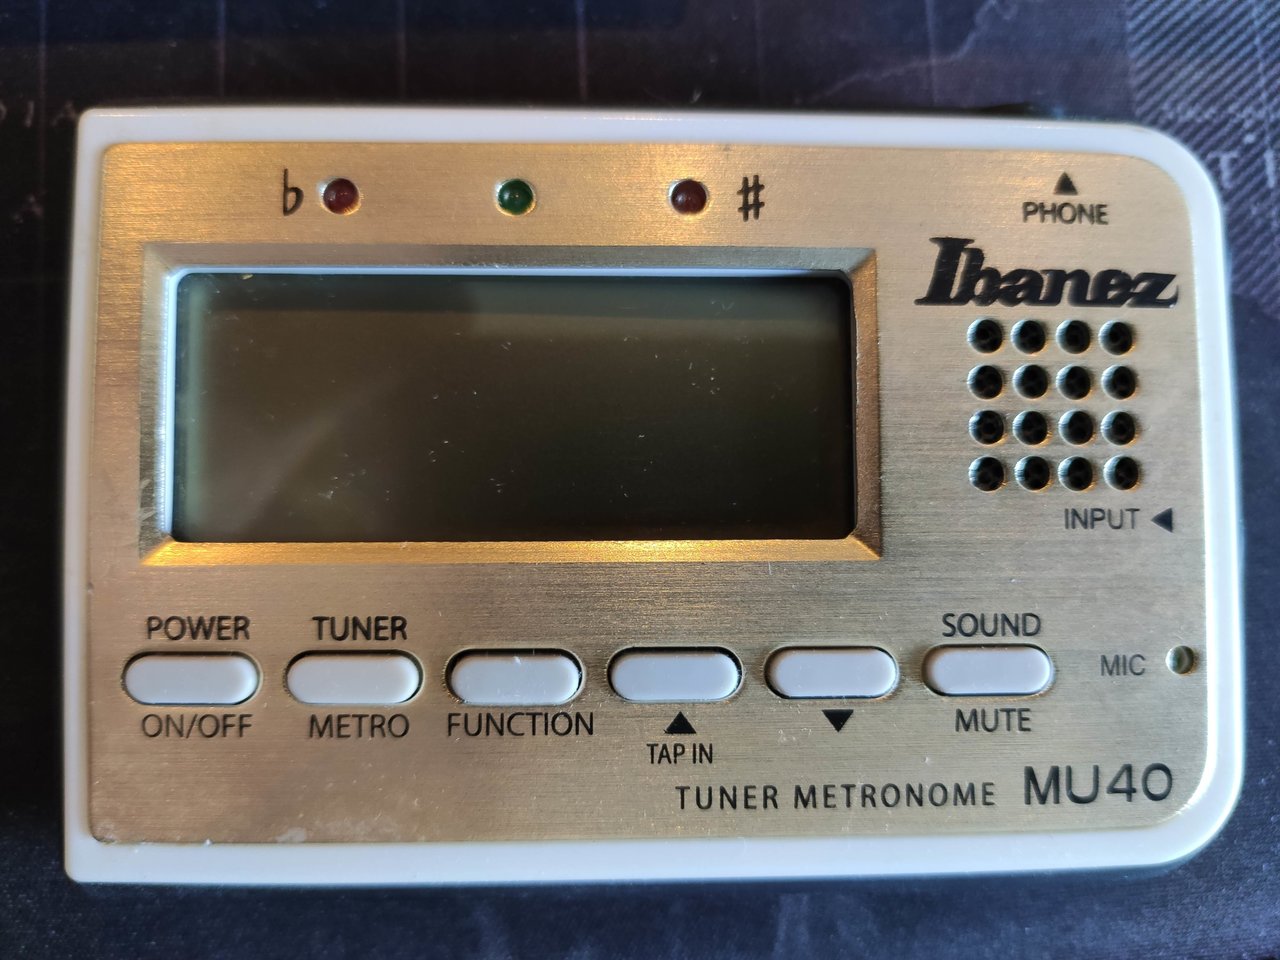 ♭ ♯
▲
PHONE
Ibanez
INPUT ◀
POWER TUNER SOUND
MIC
ON/OFF METRO FUNCTION ▲ ▼ MUTE
TAP IN
TUNER METRONOME MU40